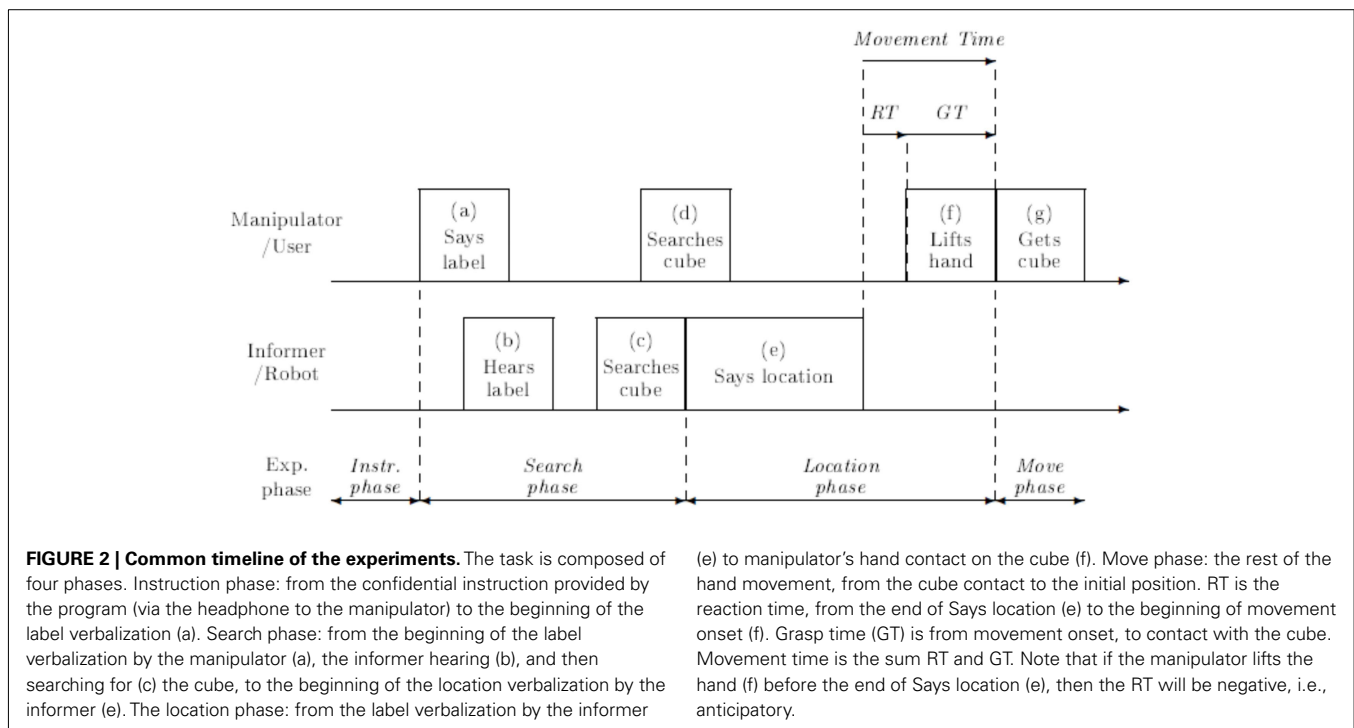 Movement Time
RT GT
Manipulator
/User
(a)
Says
label
(d)
Searches
cube
(f)
Lifts
hand
(g)
Gets
cube
Informer
/Robot
(b)
Hears
label
(c)
Searches
cube
(e)
Says location
Exp.
phase
Instr.
phase
Search
phase
Location
phase
Move
phase
FIGURE 2 | Common timeline of the experiments. The task is composed of
four phases. Instruction phase: from the confidential instruction provided by
the program (via the headphone to the manipulator) to the beginning of the
label verbalization (a). Search phase: from the beginning of the label
verbalization by the manipulator (a), the informer hearing (b), and then
searching for (c) the cube, to the beginning of the location verbalization by the
informer (e). The location phase: from the label verbalization by the informer
(e) to manipulator's hand contact on the cube (f). Move phase: the rest of the
hand movement, from the cube contact to the initial position. RT is the
reaction time, from the end of Says location (e) to the beginning of movement
onset (f). Grasp time (GT) is from movement onset, to contact with the cube.
Movement time is the sum RT and GT. Note that if the manipulator lifts the
hand (f) before the end of Says location (e), then the RT will be negative, i.e.,
anticipatory.